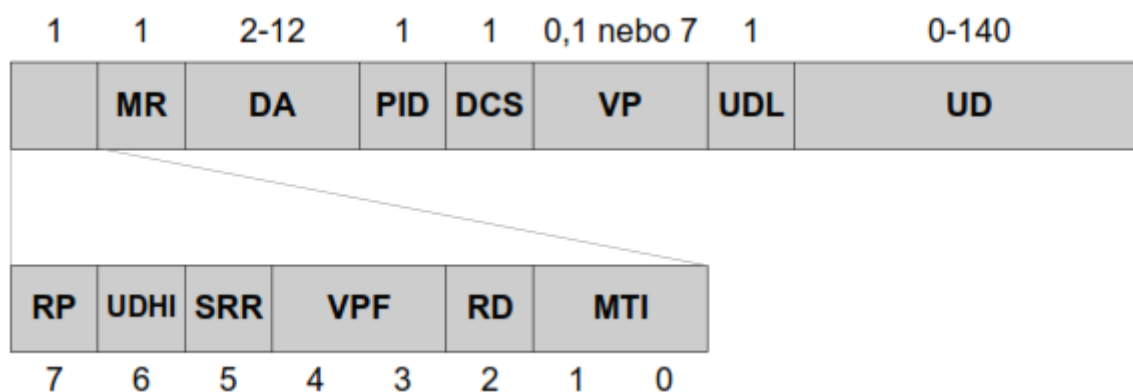 1 1 2-12 1 1 0,1 nebo 7 1 0-140
MR DA PID DCS VP UDL UD
RP UDHI SRR VPF RD MTI
7 6 5 4 3 2 1 0